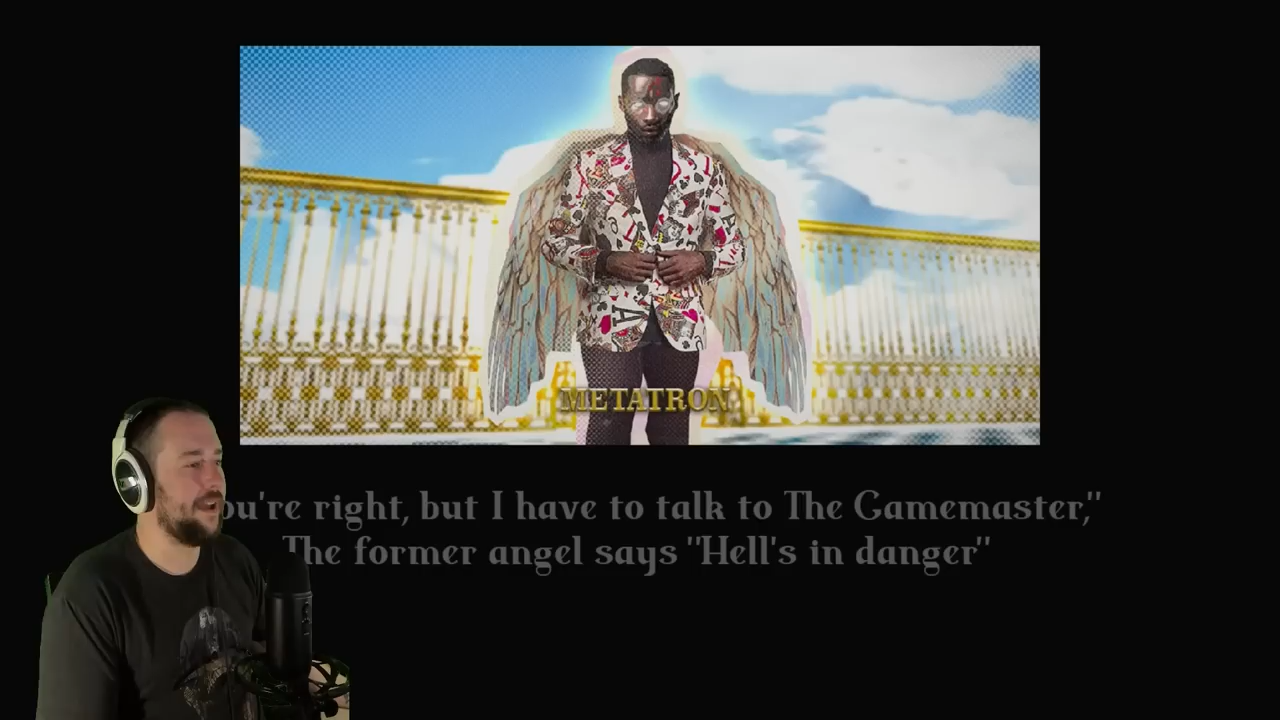 METATRON
ou're right, but I have to talk to The Gamemaster,"
The former angel says "Hell's in danger"